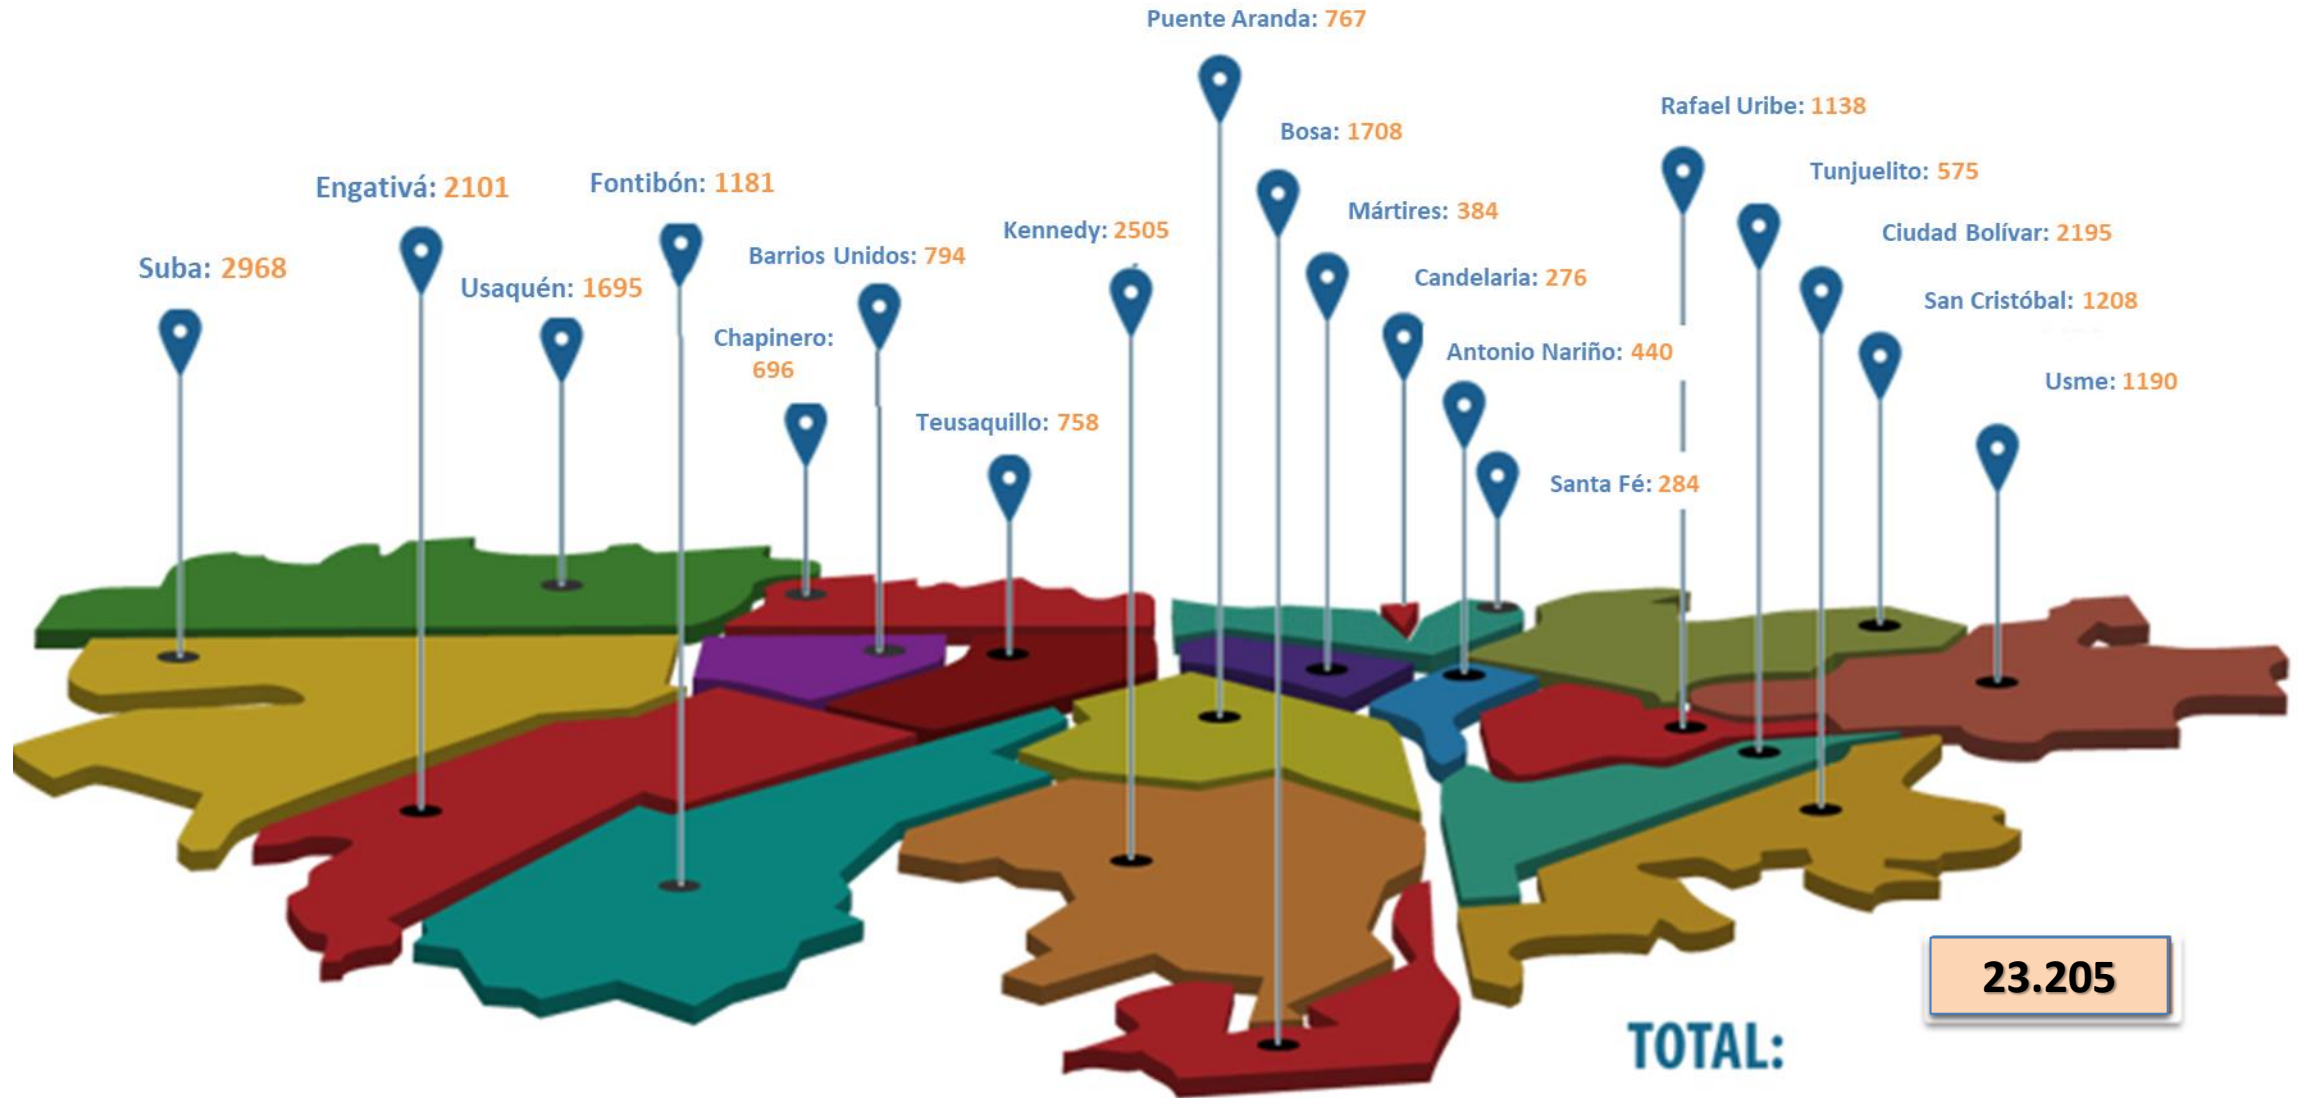 Puente Aranda: 767
Rafael Uribe: 1138
Bosa: 1708
Tunjuelito: 575
Engativá: 2101
Fontibón: 1181
Mártires: 384
Kennedy: 2505
Ciudad Bolívar: 2195
Barrios Unidos: 794
Suba: 2968
Candelaria: 276
Usaquén: 1695
San Cristóbal: 1208
Chapinero:
696
Antonio Nariño: 440
Usme: 1190
Teusaquillo: 758
Santa Fé: 284
23.205
TOTAL: